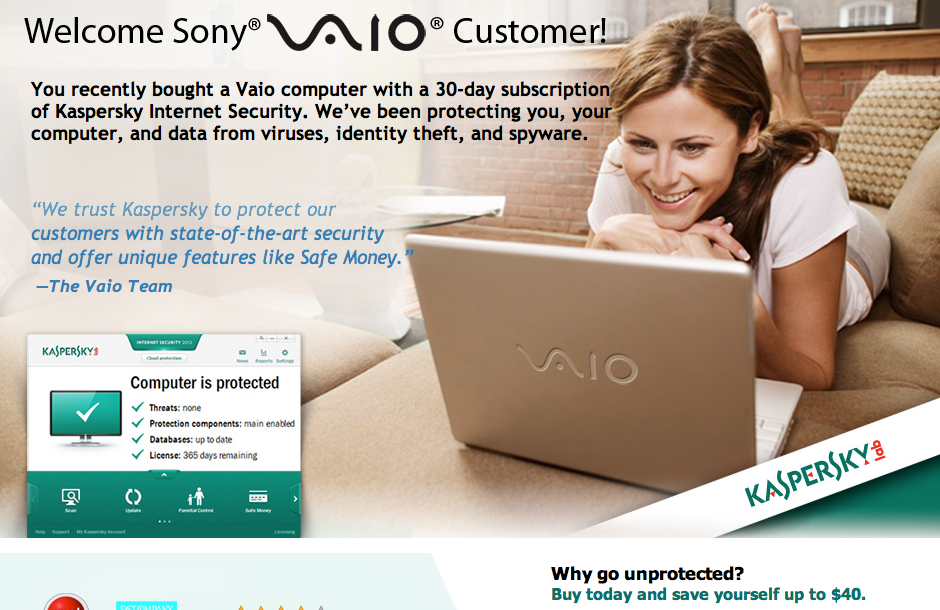 Welcome Sony® VAIO® Customer!
You recently bought a Vaio computer with a 30-day subscription
of Kaspersky Internet Security. We’ve been protecting you, your
computer, and data from viruses, identity theft, and spyware.
“We trust Kaspersky to protect our
customers with state-of-the-art security
and offer unique features like Safe Money.”
—The Vaio Team
KASPERSKY lab
INTERNET SECURITY 2013
Cloud protection
News Reports Settings
Computer is protected
Threats: none
Protection components: main enabled
Databases: up to date
License: 365 days remaining
Scan Update Parental Control Safe Money
Help Support My Kaspersky Account Licensing
VAIO
KASPERSKY lab
Why go unprotected?
Buy today and save yourself up to $40.